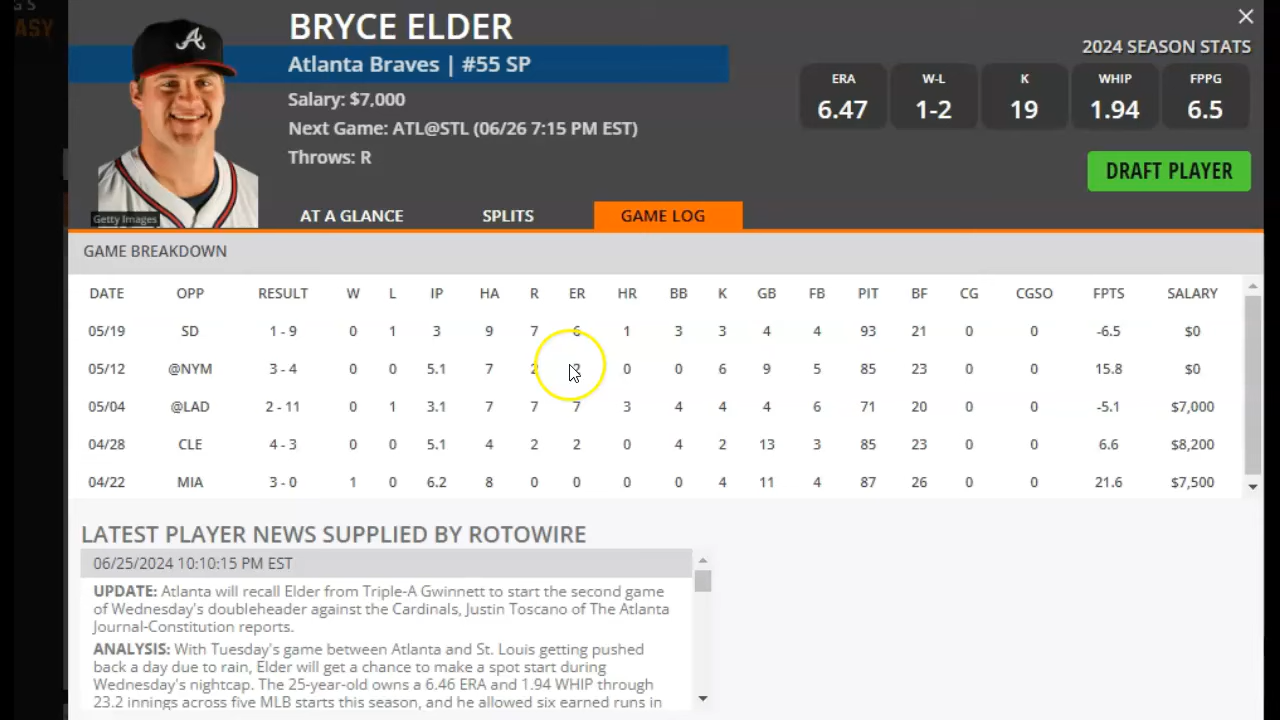 G'S
ASY
BRYCE ELDER
Atlanta Braves | #55 SP
Salary: $7,000
Next Game: ATL@STL (06/26 7:15 PM EST)
Throws: R
Getty Images
2024 SEASON STATS
ERA W-L K WHIP FPPG
6.47 1-2 19 1.94 6.5
DRAFT PLAYER
AT A GLANCE SPLITS GAME LOG
GAME BREAKDOWN
DATE OPP RESULT W L IP HA R ER HR BB K GB FB PIT BF CG CGSO FPTS SALARY
05/19 SD 1 - 9 0 1 3 9 7 6 1 3 3 4 4 93 21 0 0 -6.5 $0
05/12 @NYM 3 - 4 0 0 5.1 7 2 0 0 6 9 5 85 23 0 0 15.8 $0
05/04 @LAD 2 - 11 0 1 3.1 7 7 7 3 4 4 4 6 71 20 0 0 -5.1 $7,000
04/28 CLE 4 - 3 0 0 5.1 4 2 2 0 4 2 13 3 85 23 0 0 6.6 $8,200
04/22 MIA 3 - 0 1 0 6.2 8 0 0 0 0 4 11 4 87 26 0 0 21.6 $7,500
LATEST PLAYER NEWS SUPPLIED BY ROTOWIRE
06/25/2024 10:10:15 PM EST
UPDATE: Atlanta will recall Elder from Triple-A Gwinnett to start the second game
of Wednesday's doubleheader against the Cardinals, Justin Toscano of The Atlanta
Journal-Constitution reports.
ANALYSIS: With Tuesday's game between Atlanta and St. Louis getting pushed
back a day due to rain, Elder will get a chance to make a spot start during
Wednesday's nightcap. The 25-year-old owns a 6.46 ERA and 1.94 WHIP through
23.2 innings across five MLB starts this season, and he allowed six earned runs in